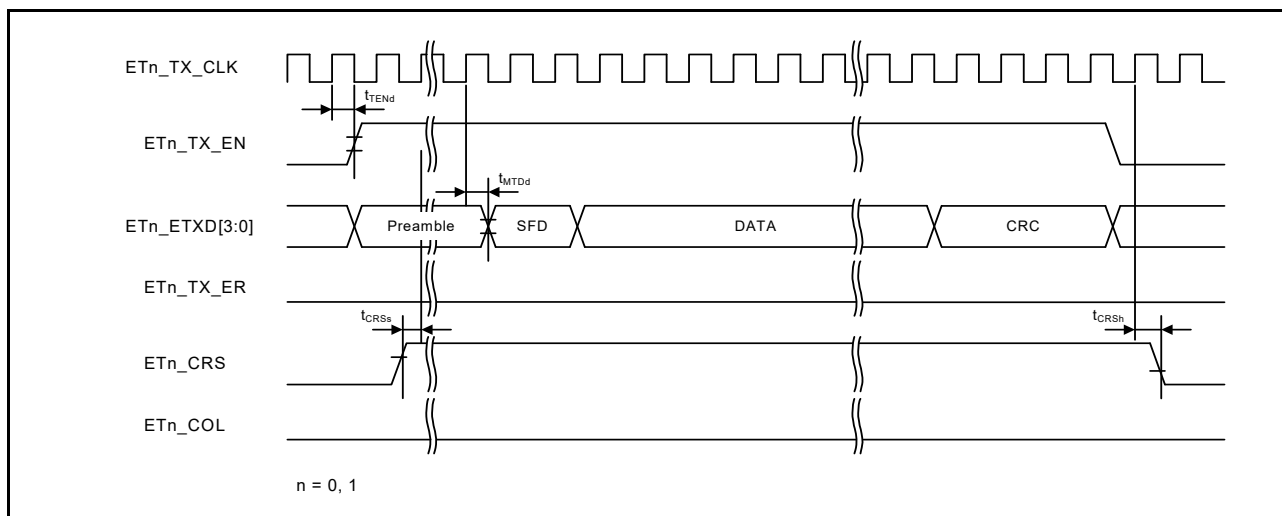 ETn_TX_CLK
tTENd
ETn_TX_EN
tMTDd
ETn_ETXD[3:0]
Preamble
SFD
DATA
CRC
ETn_TX_ER
tCRSs
tCRSh
ETn_CRS
ETn_COL
n = 0, 1